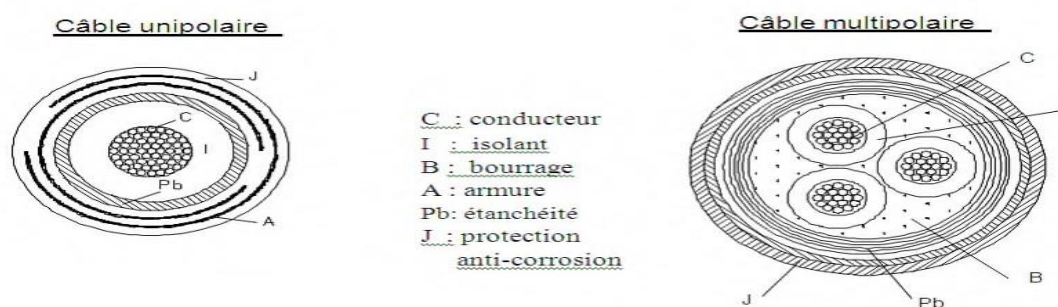 Câble unipolaire
J
C
I
Pb
A
C : conducteur
I : isolant
B : bourrage
A : armure
Pb: étanchéité
J : protection
anti-corrosion
Câble multipolaire
C
B
Pb
J